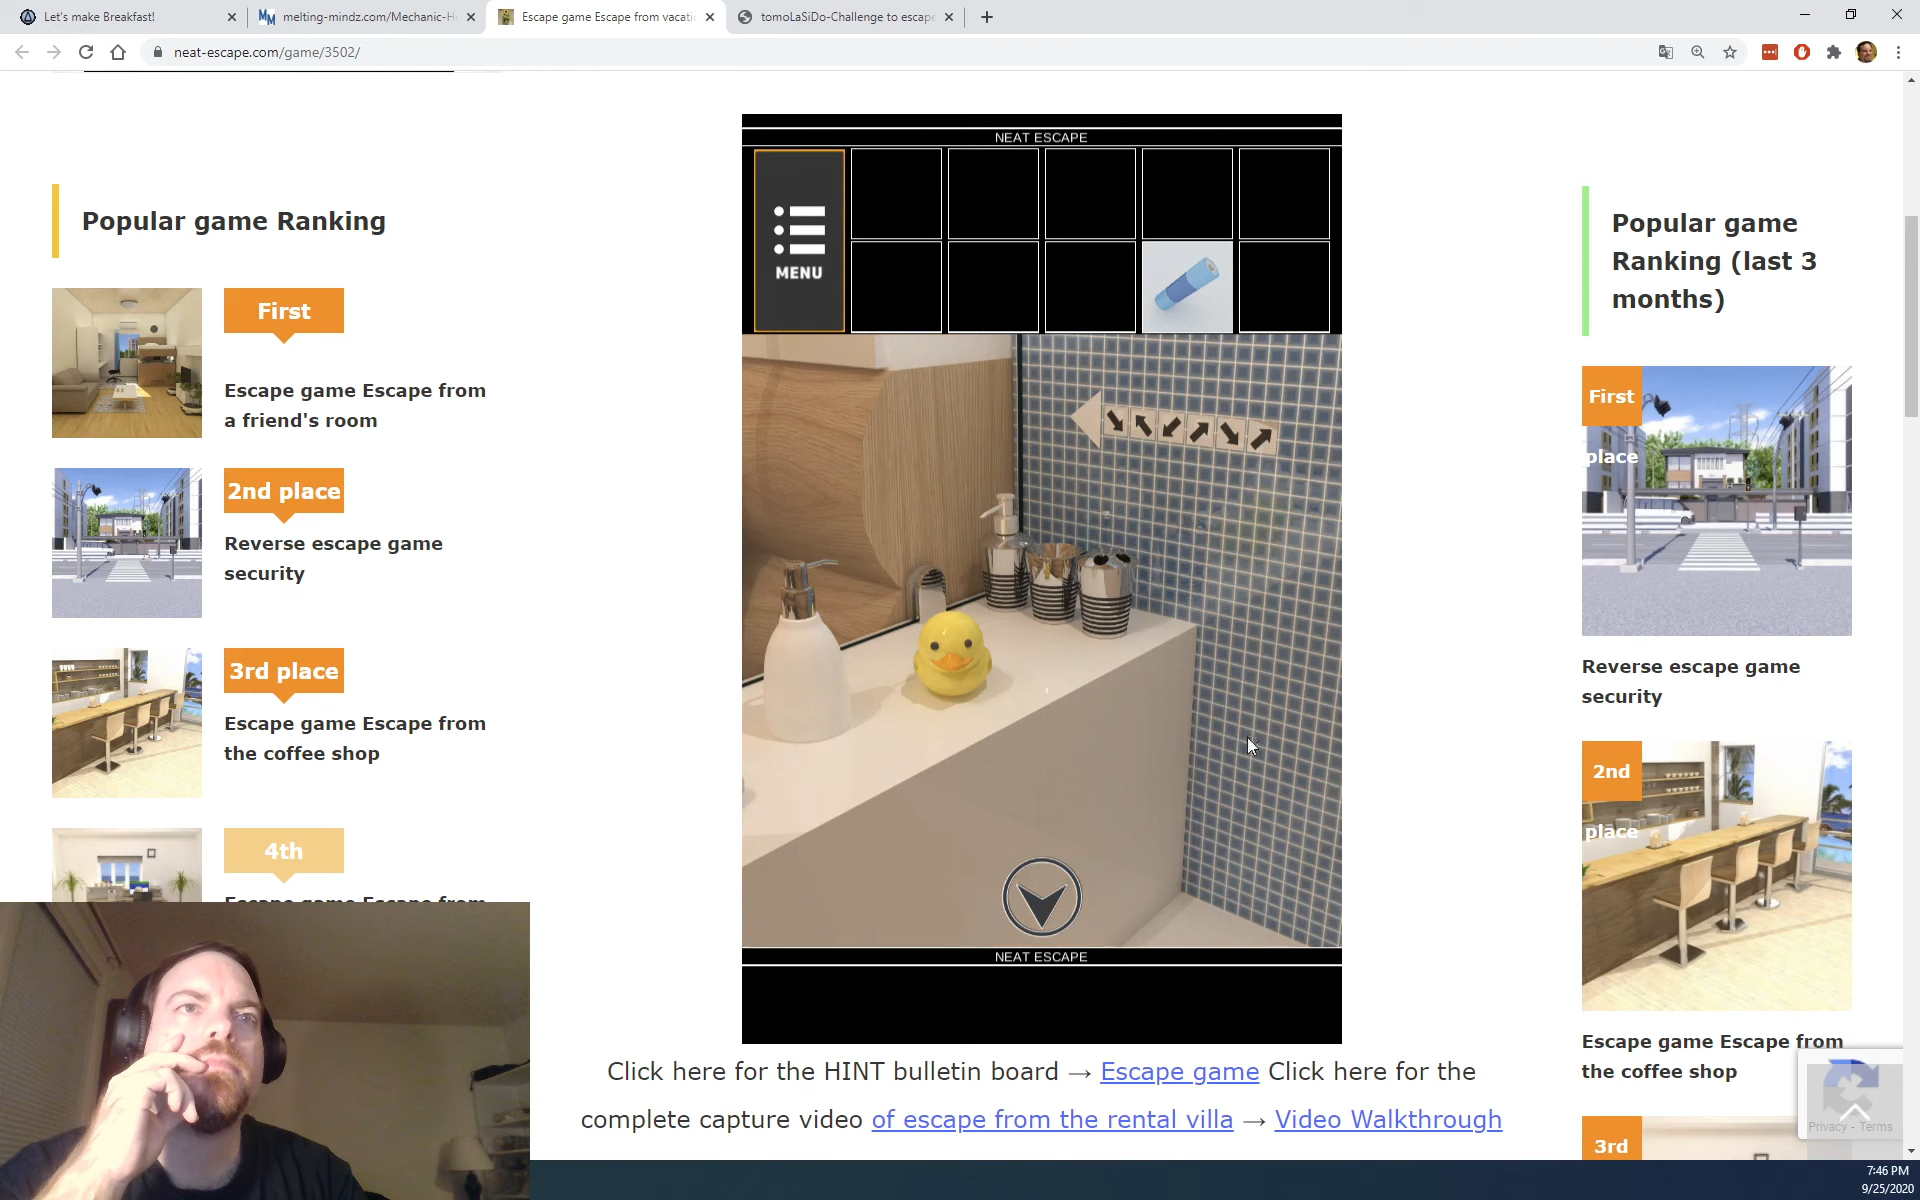 Let's make Breakfast!
melting-mindz.com/Mechanic-H
Escape game Escape from vacati
tomoLaSiDo-Challenge to escape
neat-escape.com/game/3502/
Popular game Ranking
First
Escape game Escape from
a friend's room
2nd place
Reverse escape game
security
3rd place
Escape game Escape from
the coffee shop
4th
Escape game Escape from
NEAT ESCAPE
MENU
NEAT ESCAPE
Click here for the HINT bulletin board → Escape game Click here for the
complete capture video of escape from the rental villa → Video Walkthrough
Popular game
Ranking (last 3
months)
First
place
Reverse escape game
security
2nd
place
Escape game Escape from
the coffee shop
3rd
Privacy - Terms
7:46 PM
9/25/2020